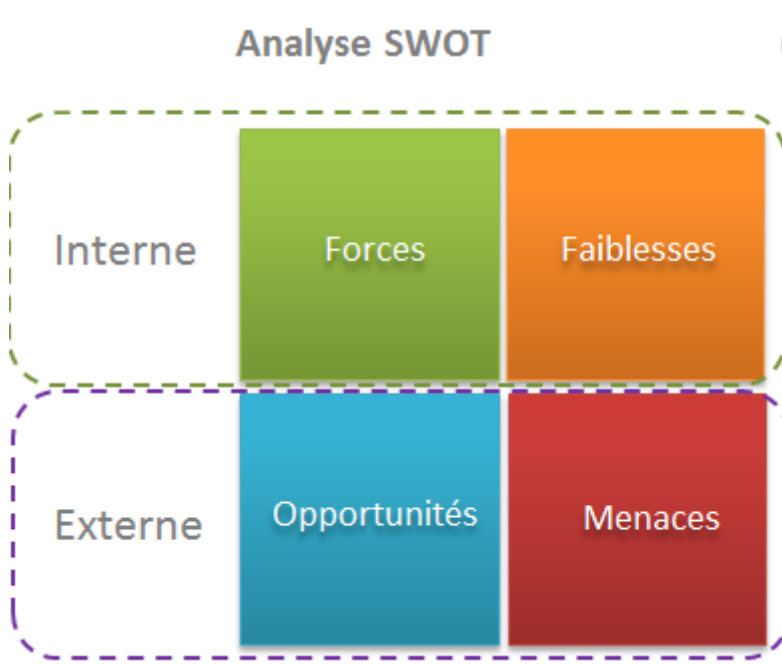 Analyse SWOT
Interne
Forces
Faiblesses
Externe
Opportunités
Menaces